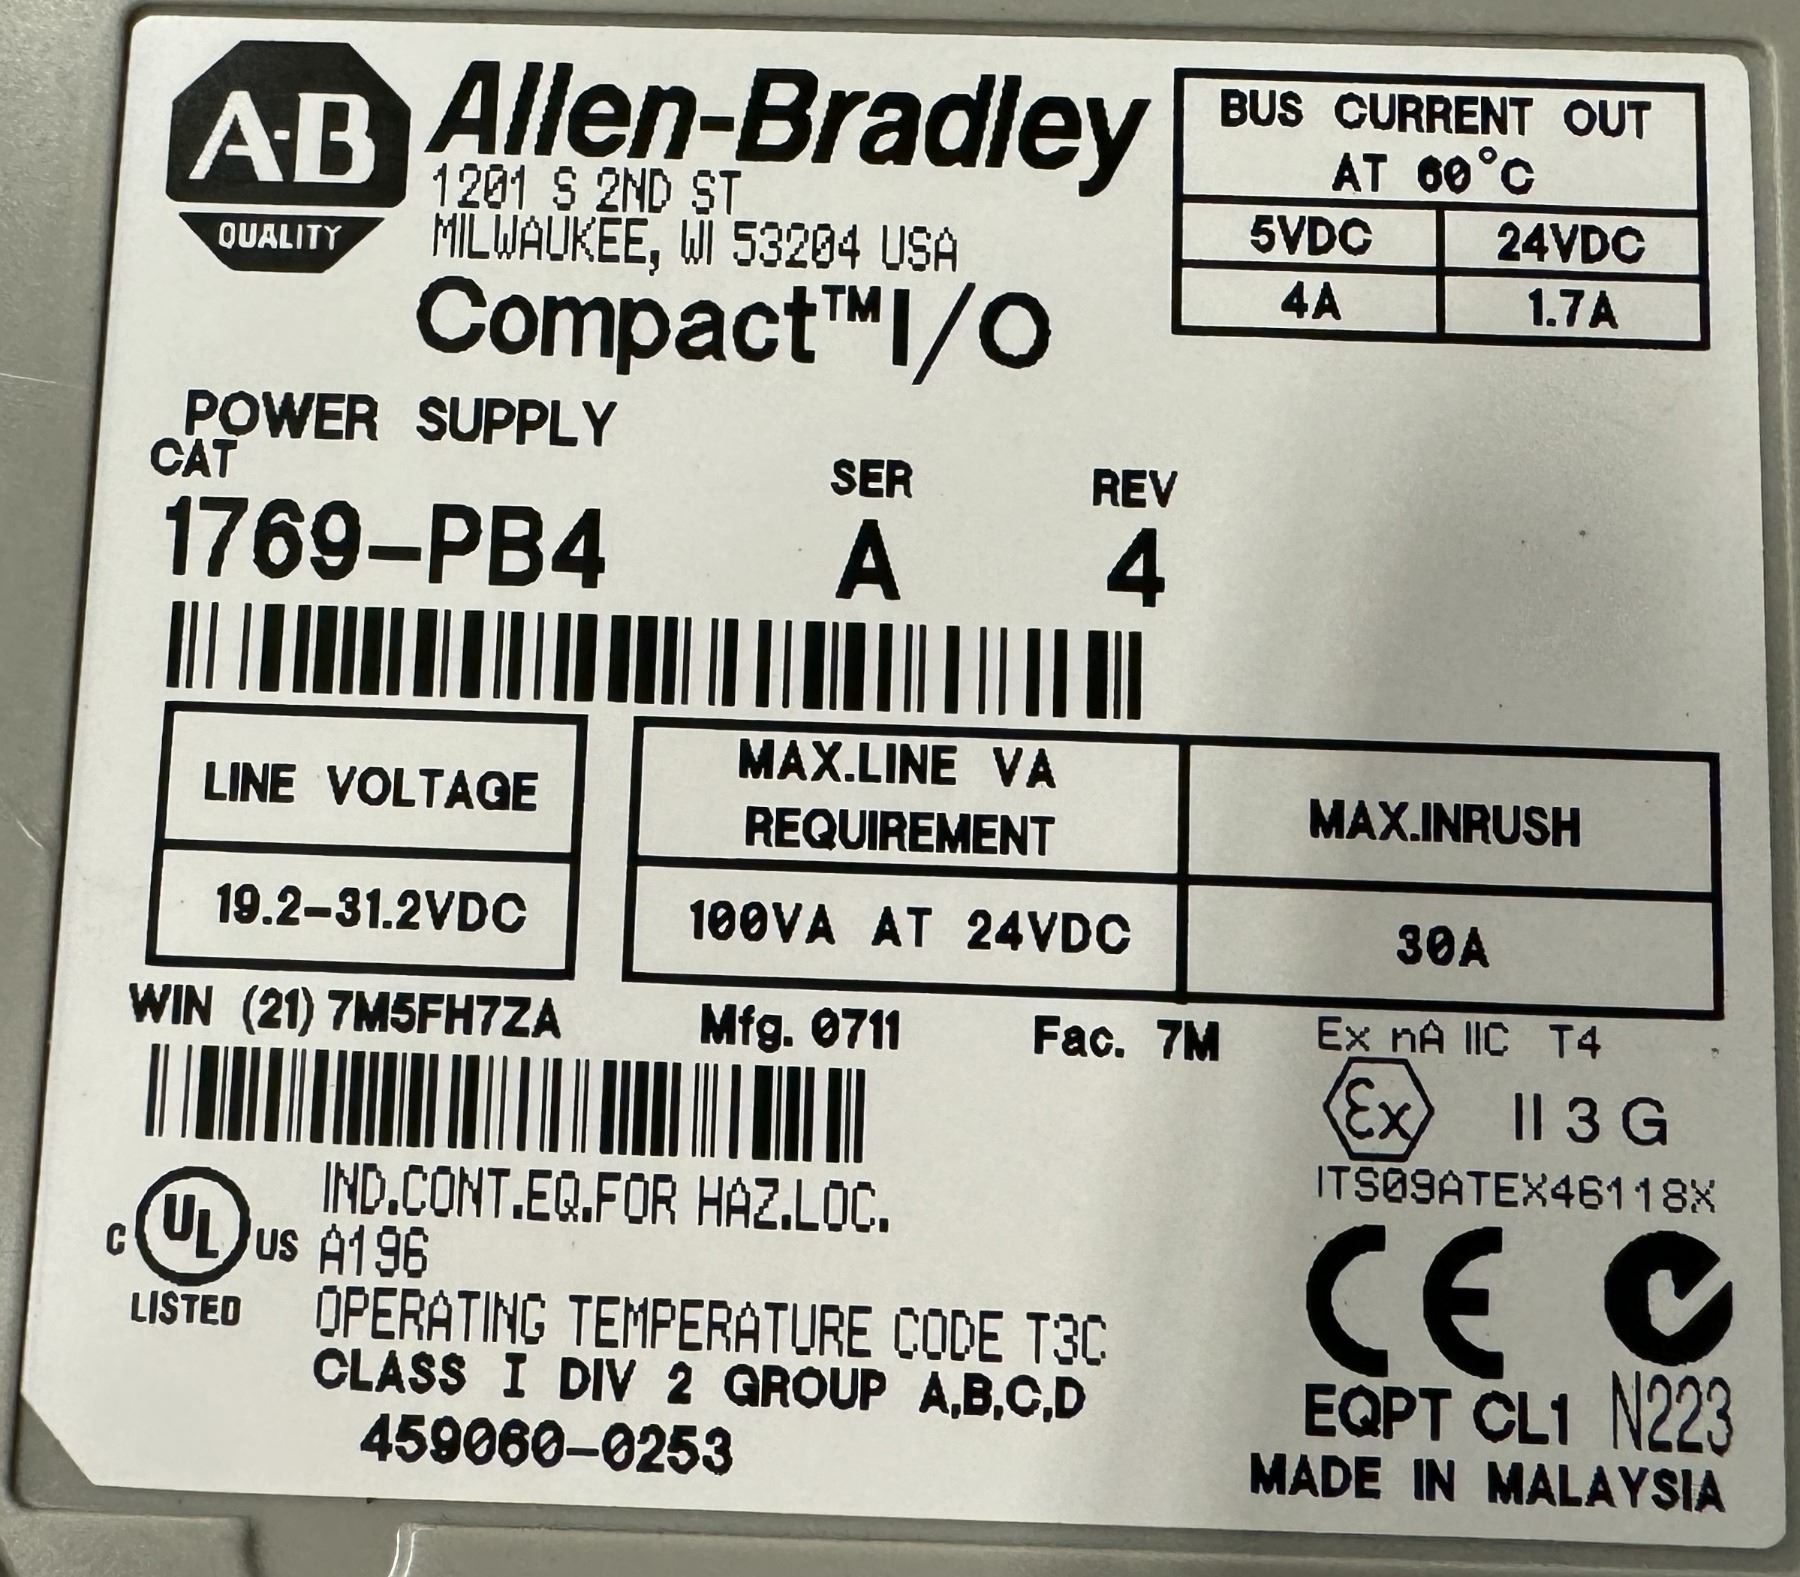 A-B
QUALITY
Allen-Bradley
1201 S 2ND ST
MILWAUKEE, WI 53204 USA
Compact™ I/O
BUS CURRENT OUT
AT 60°C
5VDC 24VDC
4A 1.7A
POWER SUPPLY
CAT SER REV
1769-PB4 A 4
LINE VOLTAGE
19.2-31.2VDC
MAX.LINE VA
REQUIREMENT
100VA AT 24VDC
MAX.INRUSH
30A
WIN (21) 7M5FH7ZA Mfg. 0711 Fac. 7M
Ex nA IIC T4
Ex II 3 G
ITS09ATEX46118X
C UL US
LISTED
IND.CONT.EQ.FOR HAZ.LOC.
A196
OPERATING TEMPERATURE CODE T3C
CLASS I DIV 2 GROUP A,B,C,D
459060-0253
CE
EQPT CL1 N223
MADE IN MALAYSIA